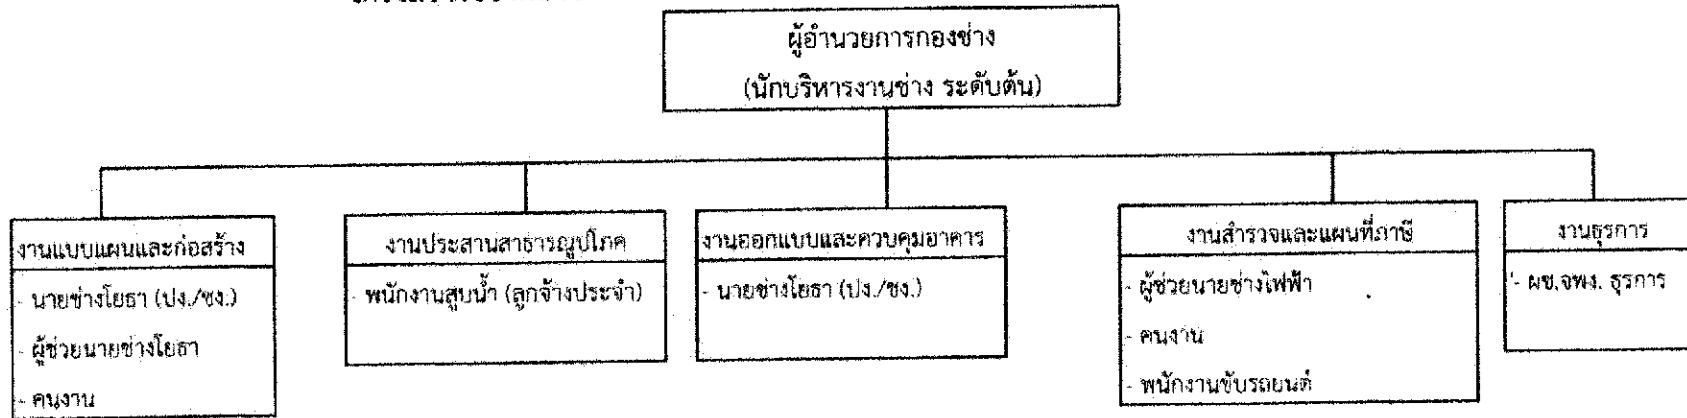 ผู้อำนวยการกองช่าง
(นักบริหารงานช่าง ระดับต้น)
งานแบบแผนและก่อสร้าง
- นายช่างโยธา (ปง./ชง.)
- ผู้ช่วยนายช่างโยธา
- คนงาน
งานประสานสาธารณูปโภค
- พนักงานสูบน้ำ (ลูกจ้างประจำ)
งานออกแบบและควบคุมอาคาร
- นายช่างโยธา (ปง./ชง.)
งานสำรวจและแผนที่ภาษี
- ผู้ช่วยนายช่างไฟฟ้า
- คนงาน
- พนักงานขับรถยนต์
งานธุรการ
- ผช.จพง. ธุรการ